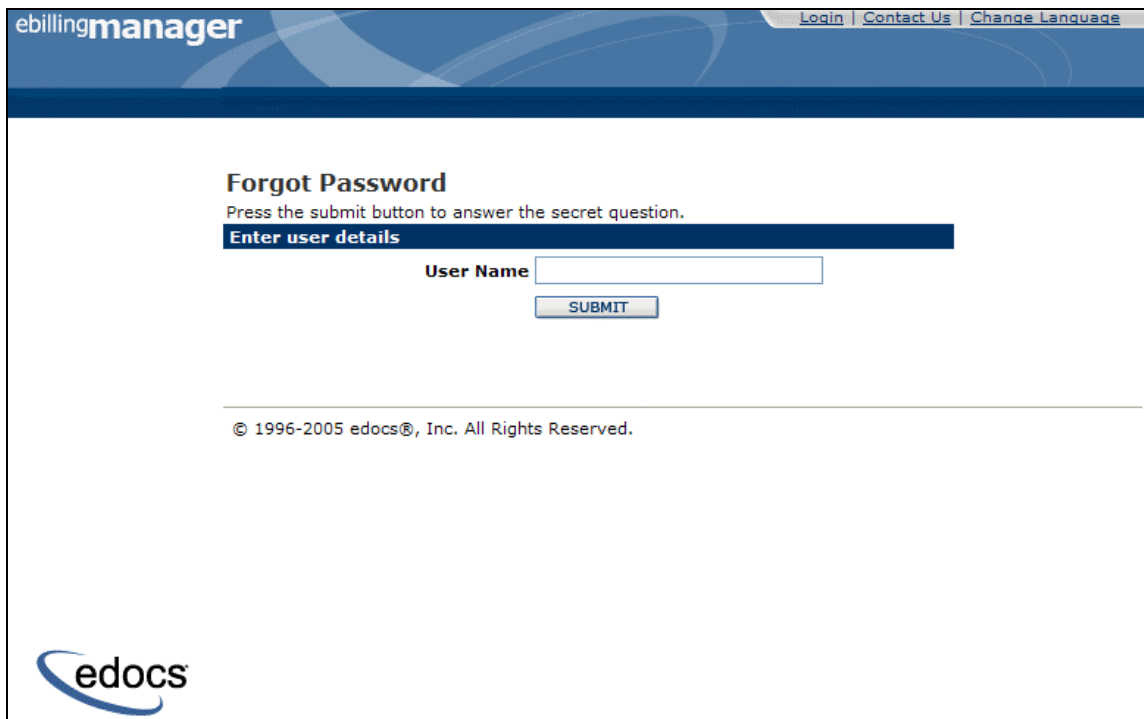 ebillingmanager
Login | Contact Us | Change Language
Forgot Password
Press the submit button to answer the secret question.
Enter user details
User Name
SUBMIT
© 1996-2005 edocs®, Inc. All Rights Reserved.
edocs